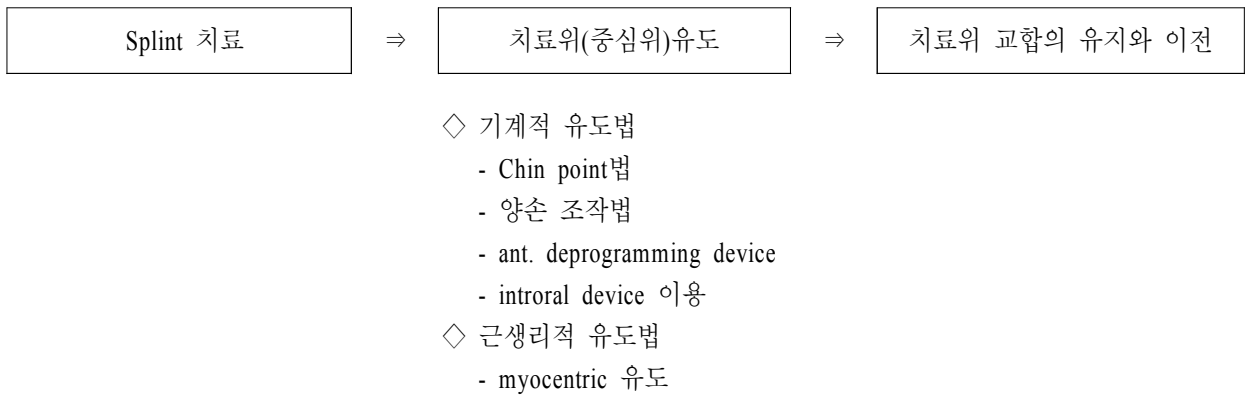 Splint 치료 ⇒ 치료위(중심위)유도 ⇒ 치료위 교합의 유지와 이전
◇ 기계적 유도법
- Chin point법
- 양손 조작법
- ant. deprogramming device
- introral device 이용
◇ 근생리적 유도법
- myocentric 유도